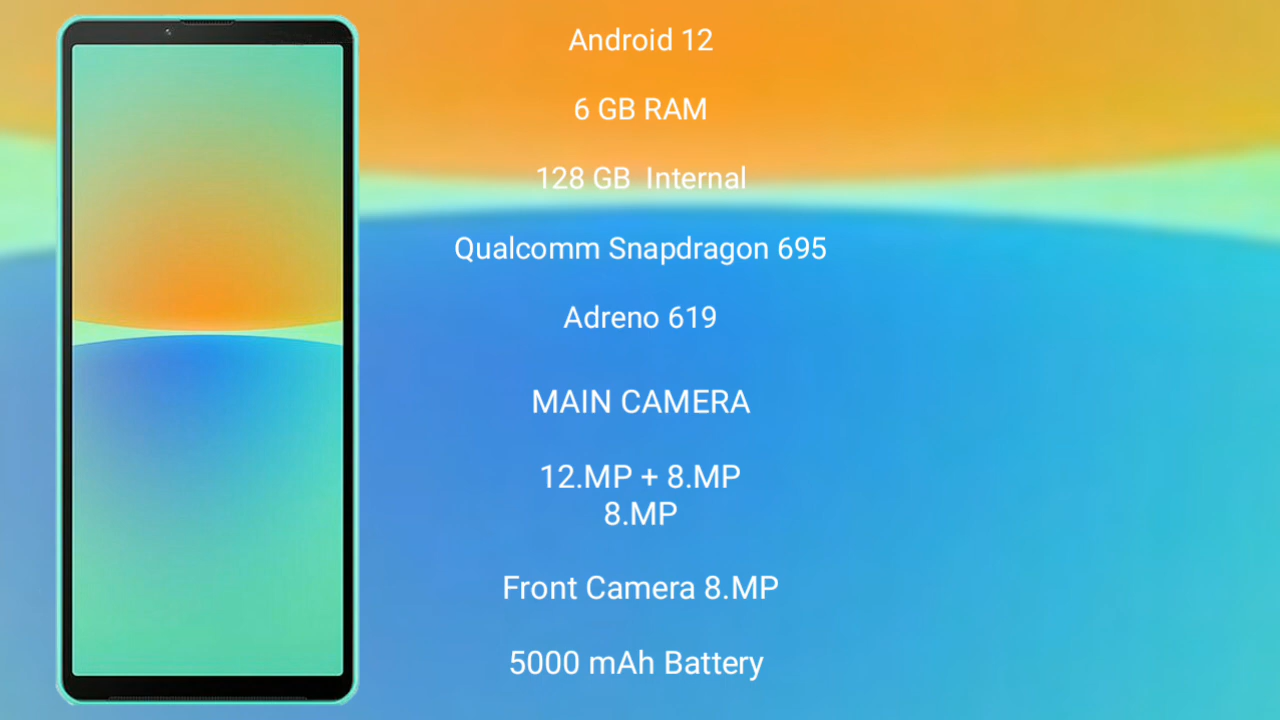 Android 12
6 GB RAM
128 GB  Internal
Qualcomm Snapdragon 695
Adreno 619
MAIN CAMERA
12.MP + 8.MP
8.MP
Front Camera 8.MP
5000 mAh Battery